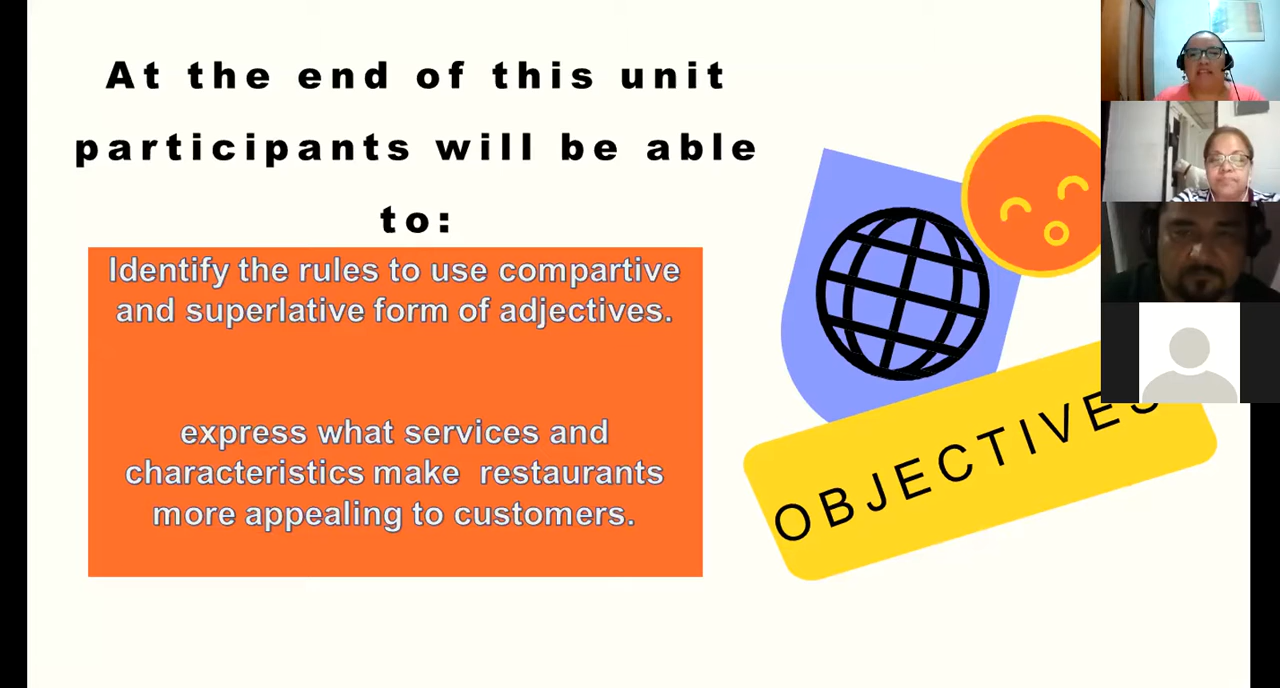 At the end of this unit
participants will be able
to:
Identify the rules to use compartive
and superlative form of adjectives.
express what services and
characteristics make restaurants
more appealing to customers.
OBJECTIVES